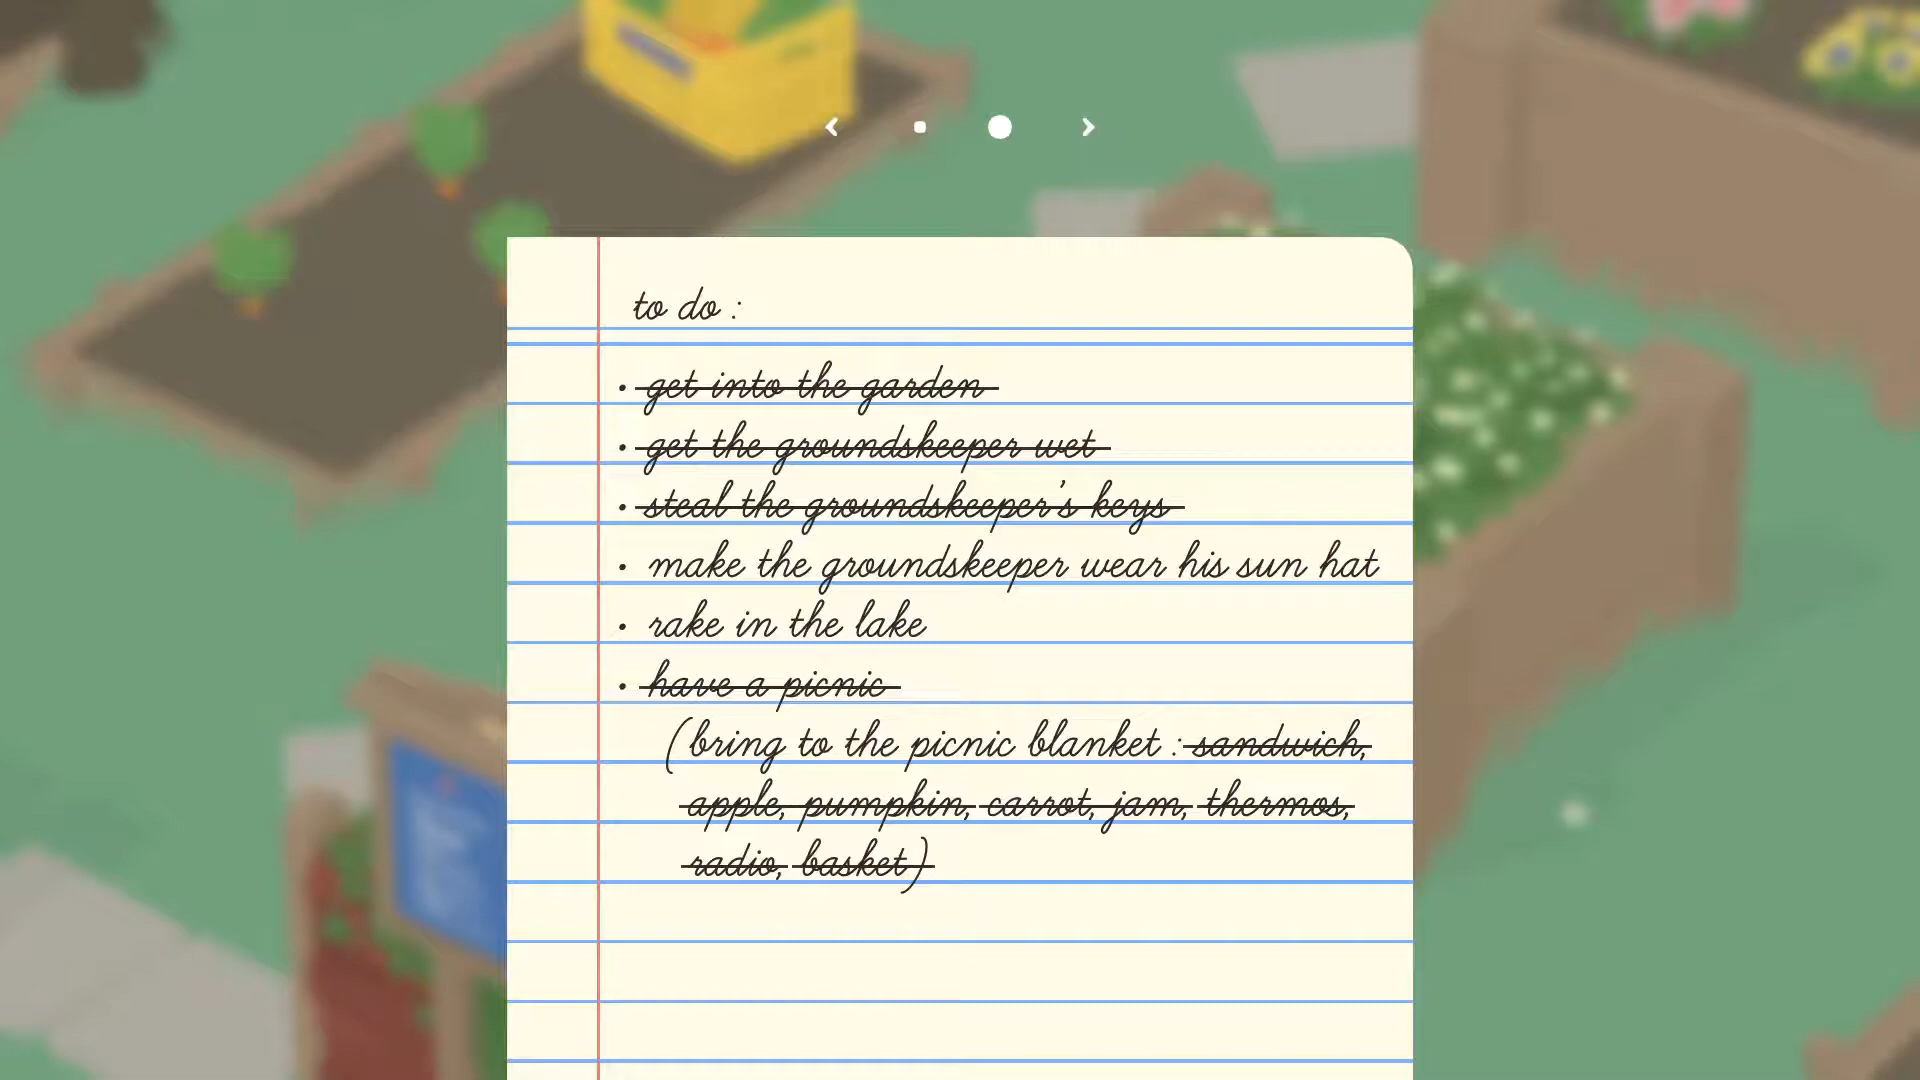 to do :
• get into the garden
• get the groundskeeper wet
• steal the groundskeeper's keys
• make the groundskeeper wear his sun hat
• rake in the lake
• have a picnic
(bring to the picnic blanket : sandwich,
apple, pumpkin, carrot, jam, thermos,
radio, basket)